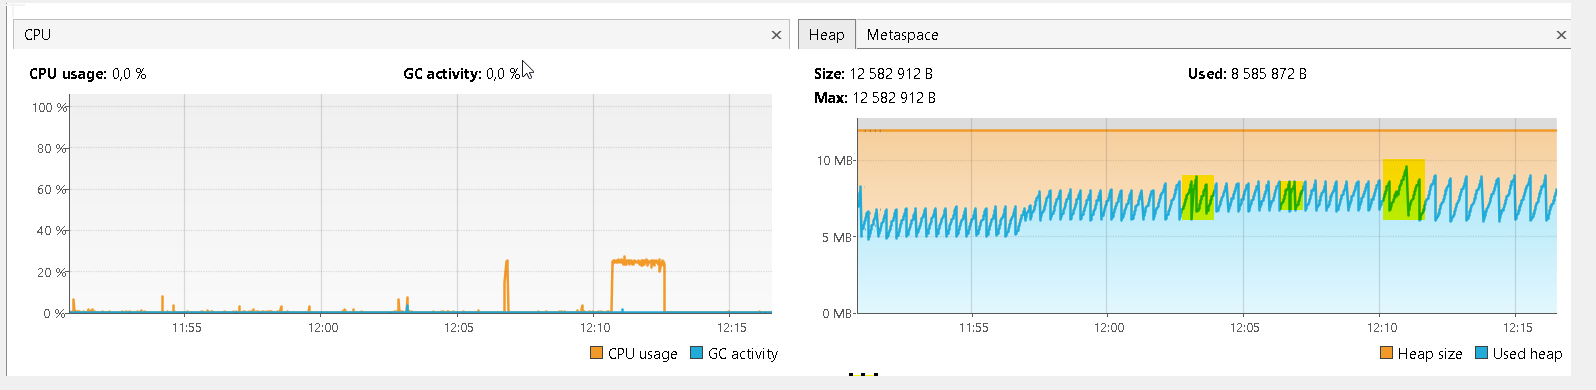 CPU
CPU usage: 0,0 %
GC activity: 0,0 %
100 %
80 %
60 %
40 %
20 %
0 %
11:55
12:00
12:05
12:10
12:15
CPU usage
GC activity
Heap
Metaspace
Size: 12 582 912 B
Used: 8 585 872 B
Max: 12 582 912 B
10 MB
5 MB
0 MB
11:55
12:00
12:05
12:10
12:15
Heap size
Used heap